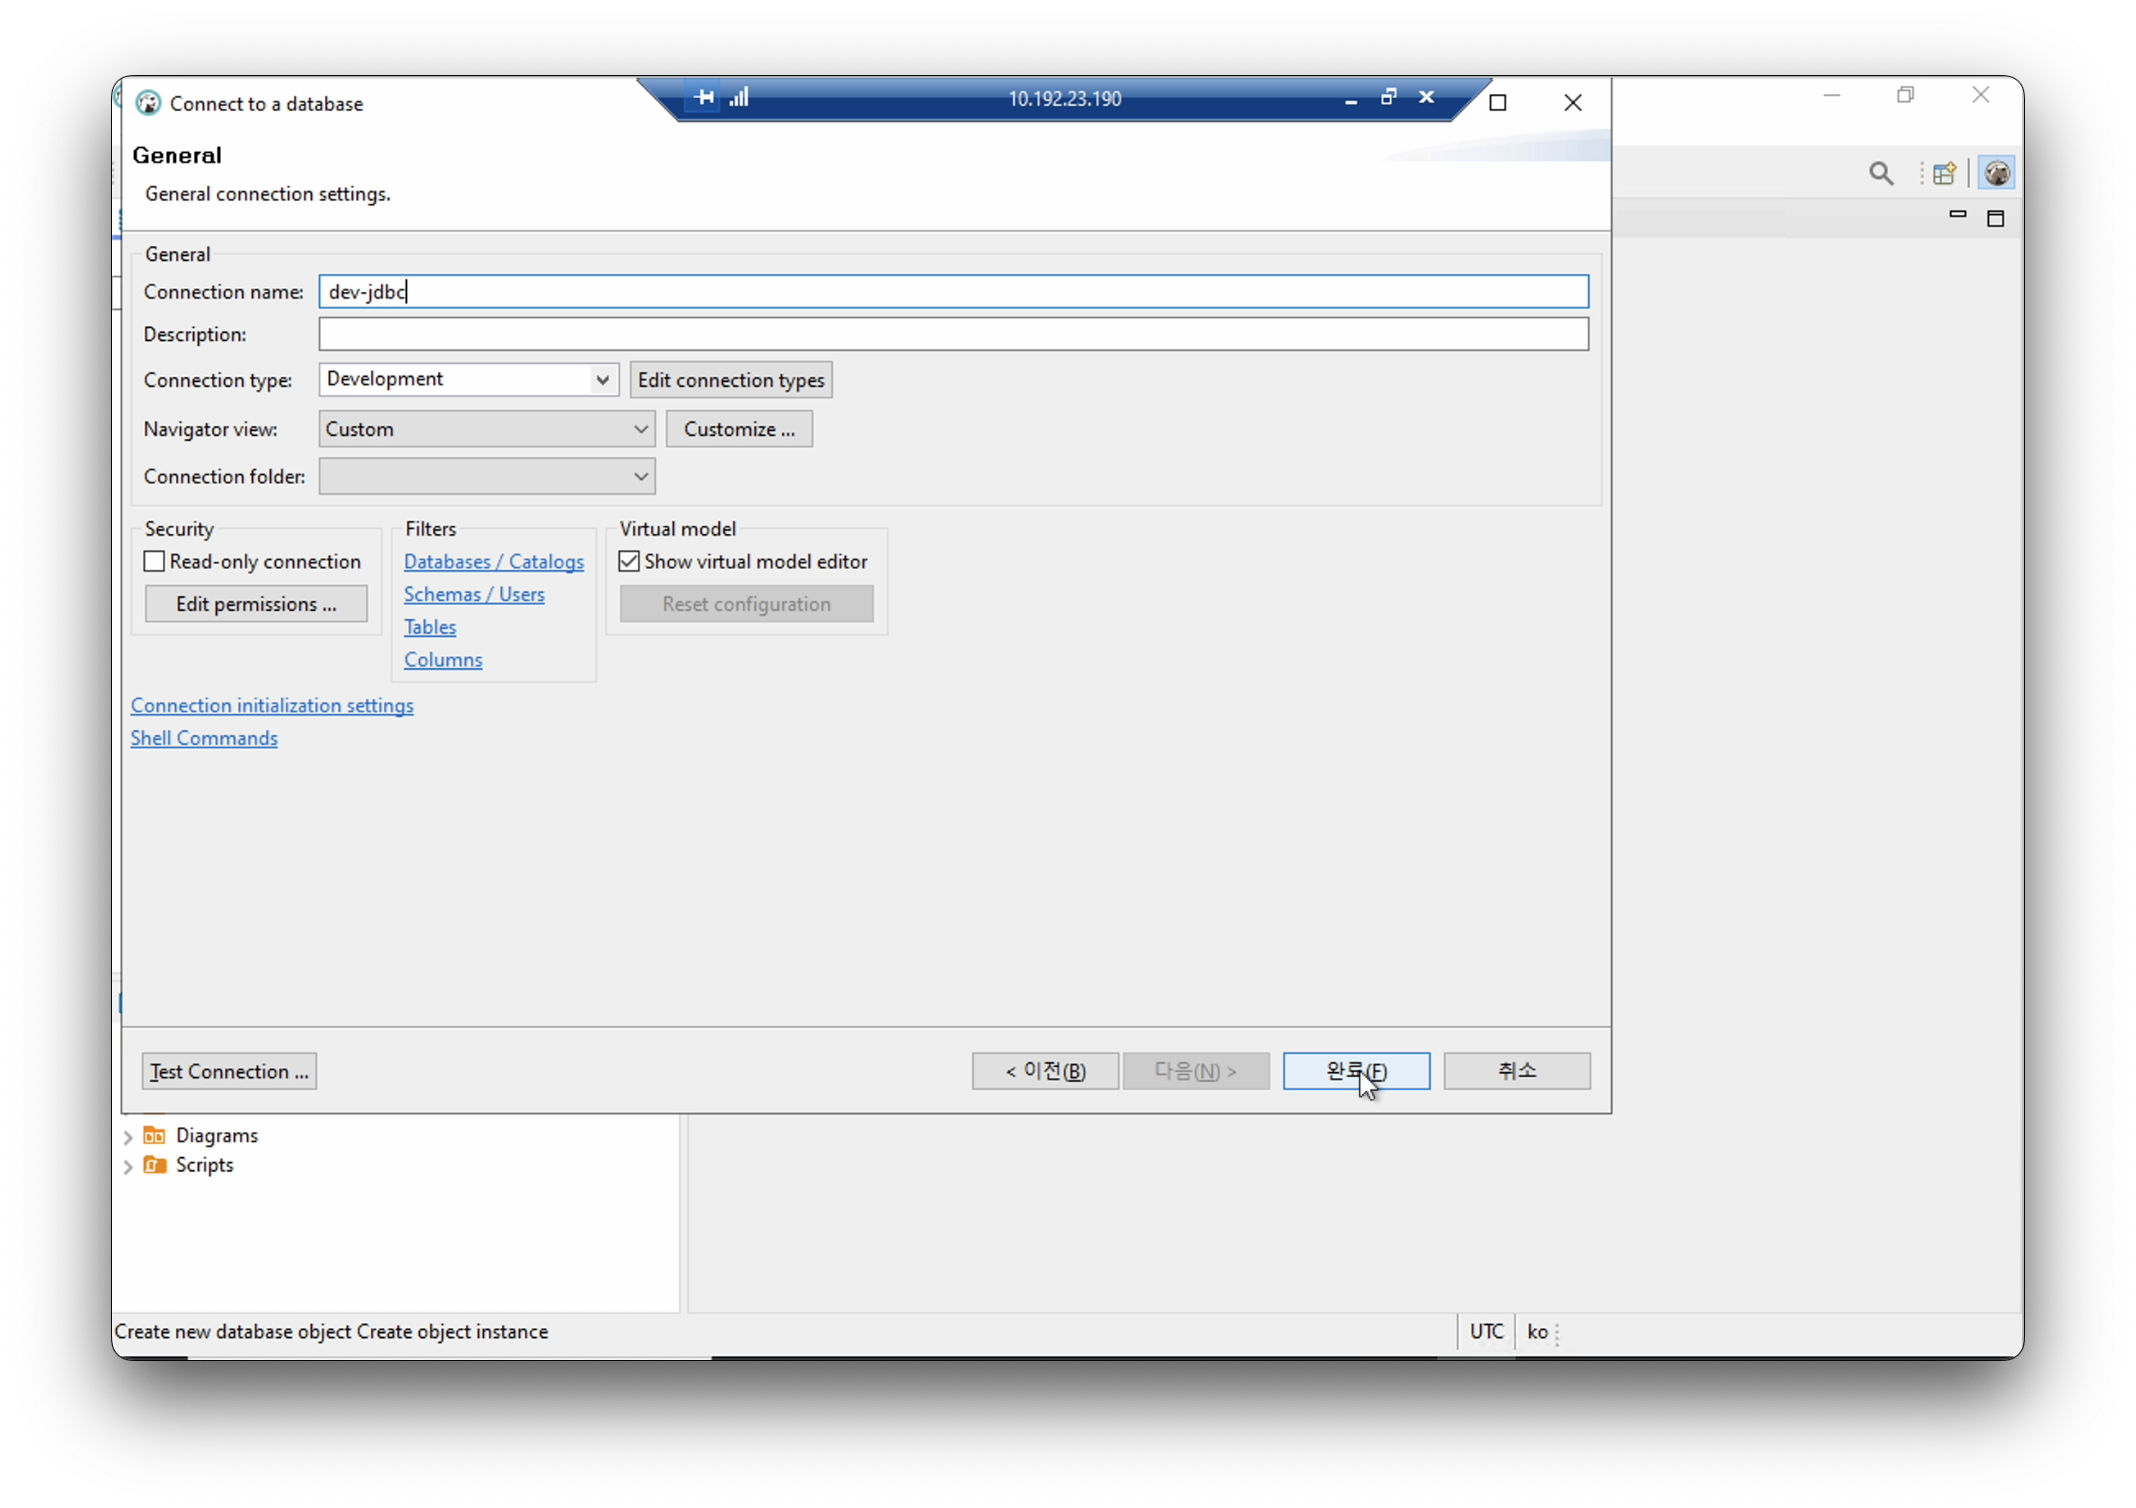 Connect to a database
10.192.23.190
General
General connection settings.
General
Connection name: dev-jdbc
Description:
Connection type: Development Edit connection types
Navigator view: Custom Customize ...
Connection folder:
Security Filters Virtual model
Read-only connection Databases / Catalogs Show virtual model editor
Edit permissions ... Schemas / Users Reset configuration
Tables
Columns
Connection initialization settings
Shell Commands
Test Connection ... < 이전(B) 다음(N) > 완료(F) 취소
Diagrams
Scripts
Create new database object Create object instance UTC ko